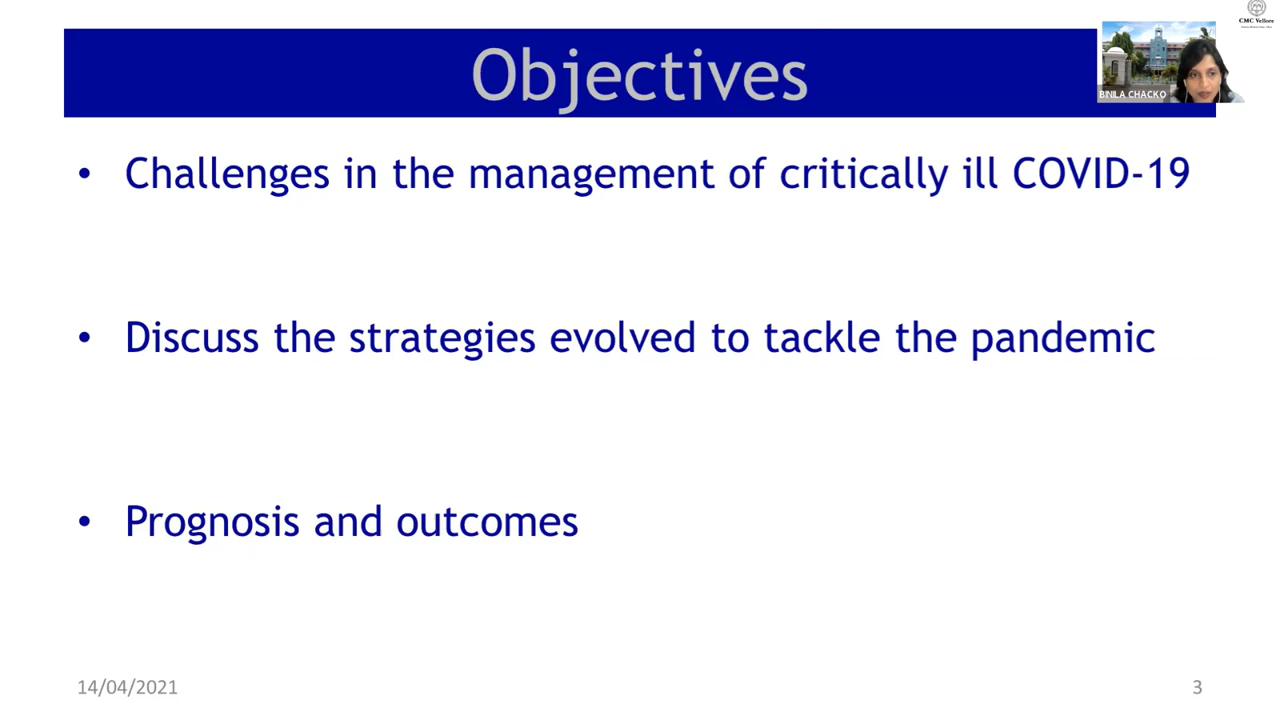 CMC Vellore
Objectives
BINILA CHACKO
• Challenges in the management of critically ill COVID-19
• Discuss the strategies evolved to tackle the pandemic
• Prognosis and outcomes
14/04/2021
3